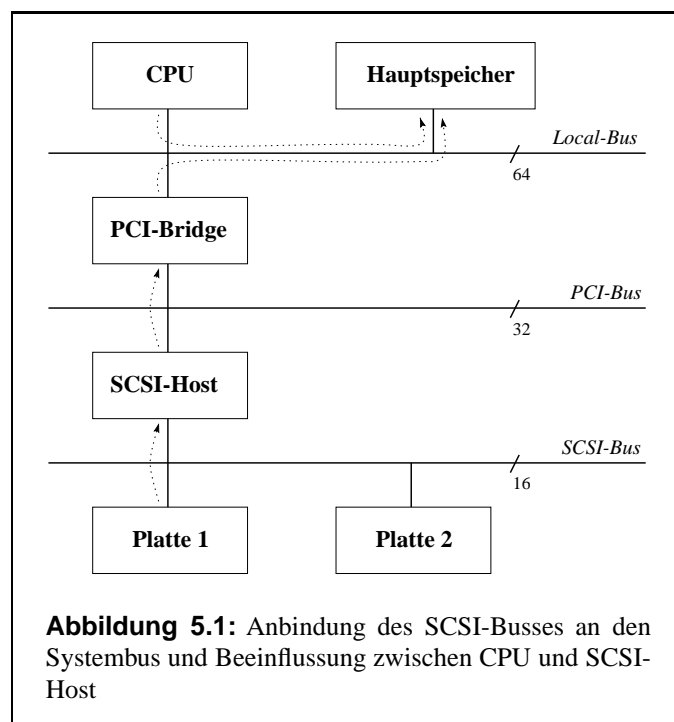 CPU
Hauptspeicher
Local-Bus
64
PCI-Bridge
PCI-Bus
32
SCSI-Host
SCSI-Bus
16
Platte 1
Platte 2
Abbildung 5.1: Anbindung des SCSI-Busses an den
Systembus und Beeinflussung zwischen CPU und SCSI-
Host